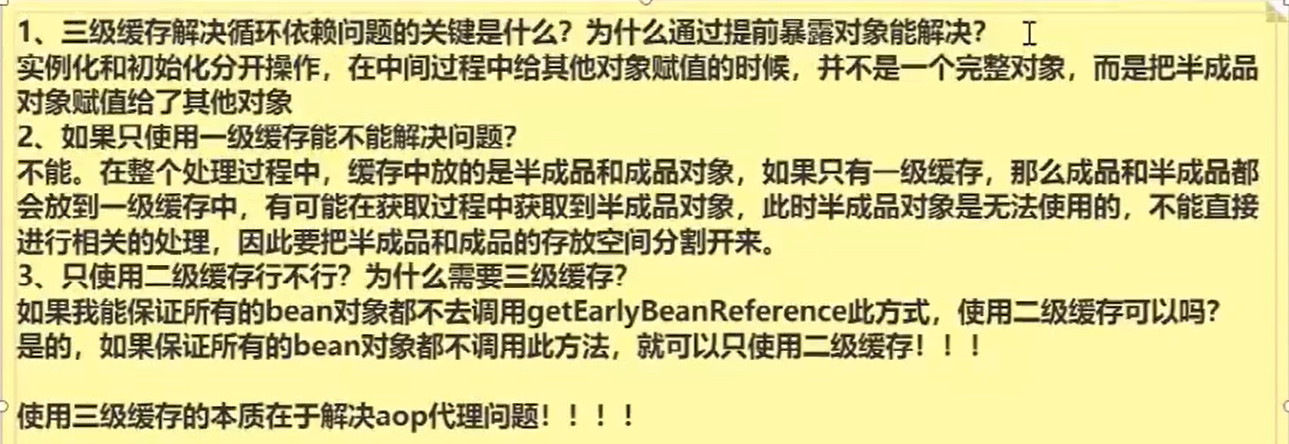 1、三级缓存解决循环依赖问题的关键是什么？为什么通过提前暴露对象能解决？
实例化和初始化分开操作，在中间过程中给其他对象赋值的时候，并不是一个完整对象，而是把半成品
对象赋值给了其他对象
2、如果只使用一级缓存能不能解决问题？
不能。在整个处理过程中，缓存中放的是半成品和成品对象，如果只有一级缓存，那么成品和半成品都
会放到一级缓存中，有可能在获取过程中获取到半成品对象，此时半成品对象是无法使用的，不能直接
进行相关的处理，因此要把半成品和成品的存放空间分割开来。
3、只使用二级缓存行不行？为什么需要三级缓存？
如果我能保证所有的bean对象都不去调用getEarlyBeanReference此方式，使用二级缓存可以吗？
是的，如果保证所有的bean对象都不调用此方法，就可以只使用二级缓存！！！
使用三级缓存的本质在于解决aop代理问题！！！！